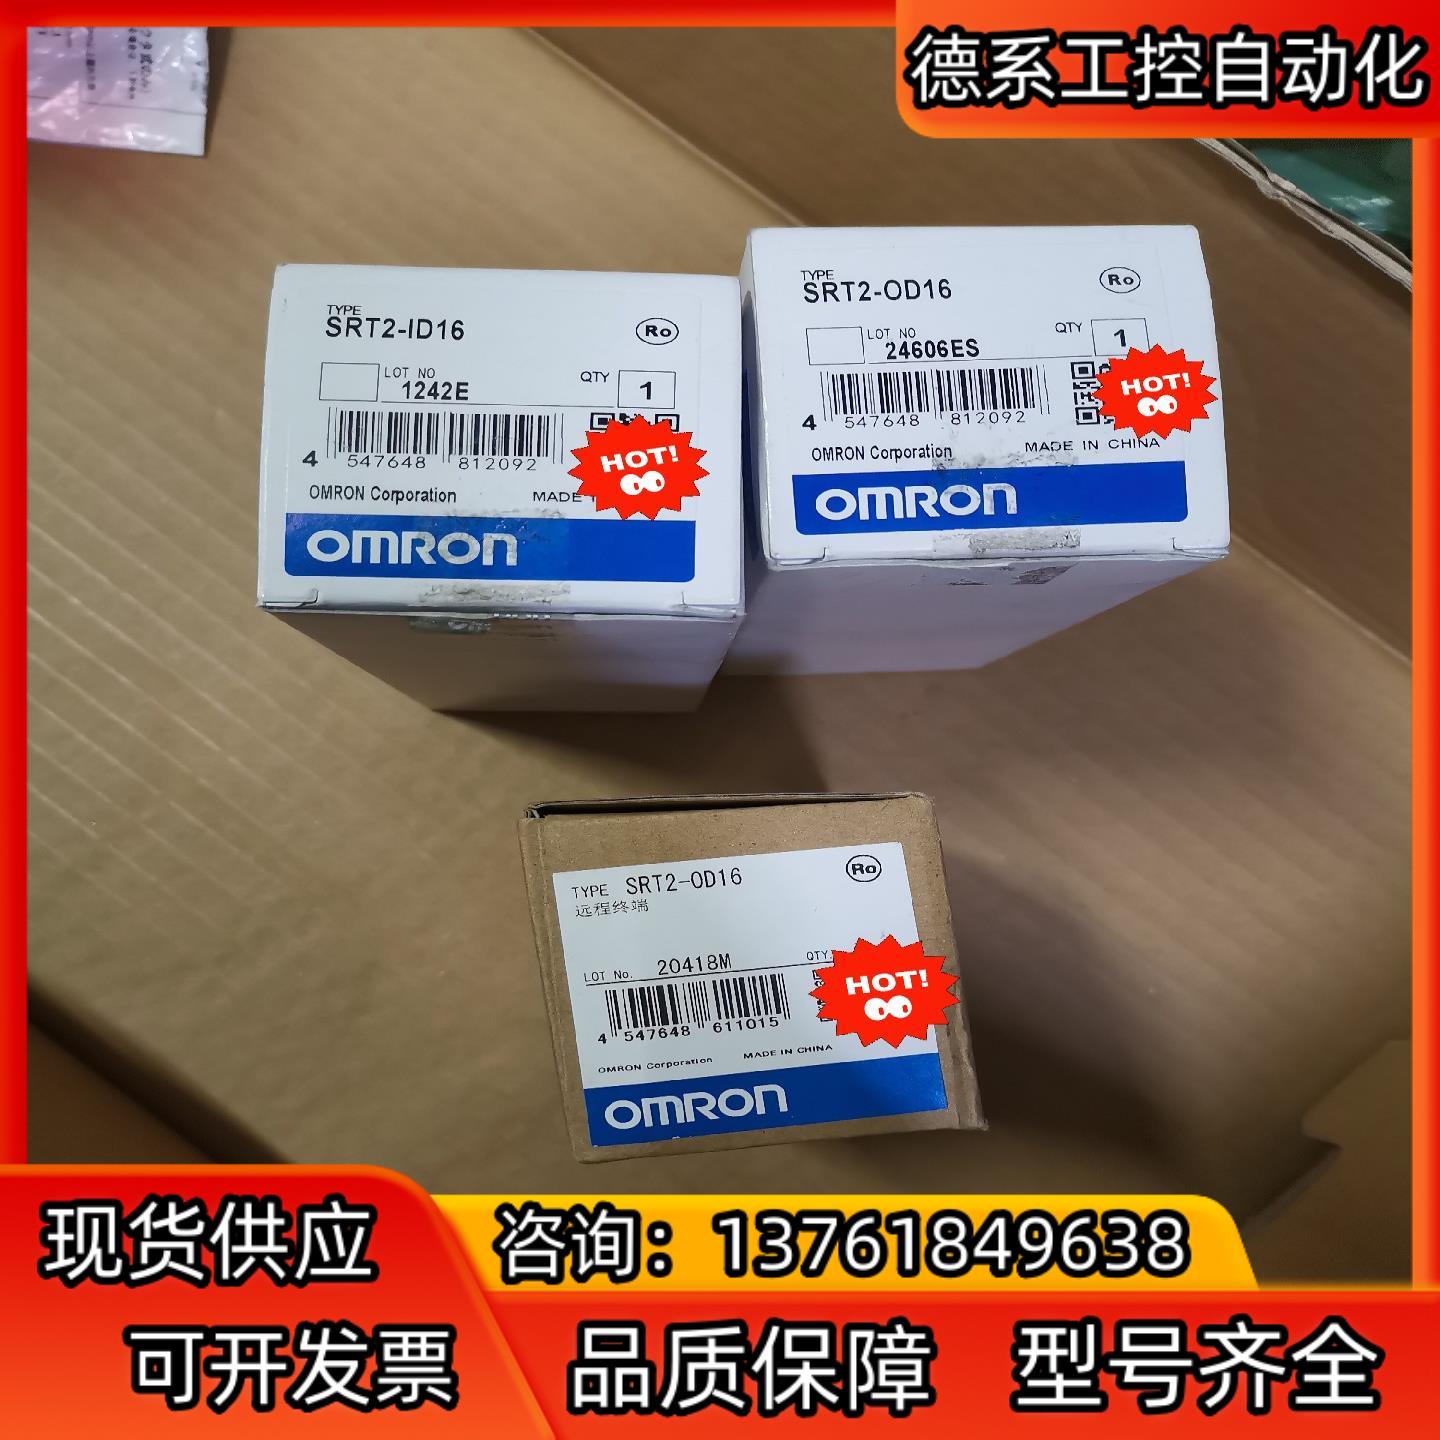 德系工控自动化
TYPE
SRT2-ID16
Ro
LOT NO
1242E
QTY
1
4 547648 812092
HOT!
OMRON Corporation
MADE
OMRON
TYPE
SRT2-OD16
Ro
LOT NO
24606ES
QTY
1
4 547648 812092
HOT!
OMRON Corporation
MADE IN CHINA
OMRON
TYPE SRT2-OD16
Ro
远程终端
LOT No. 20418M
QTY.
4 547648 611015
HOT!
OMRON Corporation
MADE IN CHINA
OMRON
现货供应
咨询：13761849638
可开发票
品质保障
型号齐全